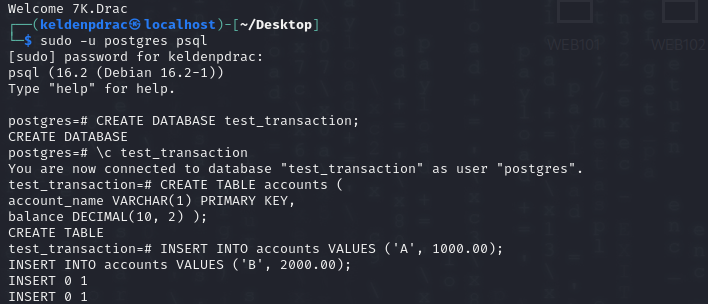 Welcome 7K.Drac
┌──(keldenpdrac㉿localhost)-[~/Desktop]
└─$ sudo -u postgres psql
[sudo] password for keldenpdrac:
psql (16.2 (Debian 16.2-1))
Type "help" for help.
postgres=# CREATE DATABASE test_transaction;
CREATE DATABASE
postgres=# \c test_transaction
You are now connected to database "test_transaction" as user "postgres".
test_transaction=# CREATE TABLE accounts (
account_name VARCHAR(1) PRIMARY KEY,
balance DECIMAL(10, 2) );
CREATE TABLE
test_transaction=# INSERT INTO accounts VALUES ('A', 1000.00);
INSERT INTO accounts VALUES ('B', 2000.00);
INSERT 0 1
INSERT 0 1
WEB101 WEB102